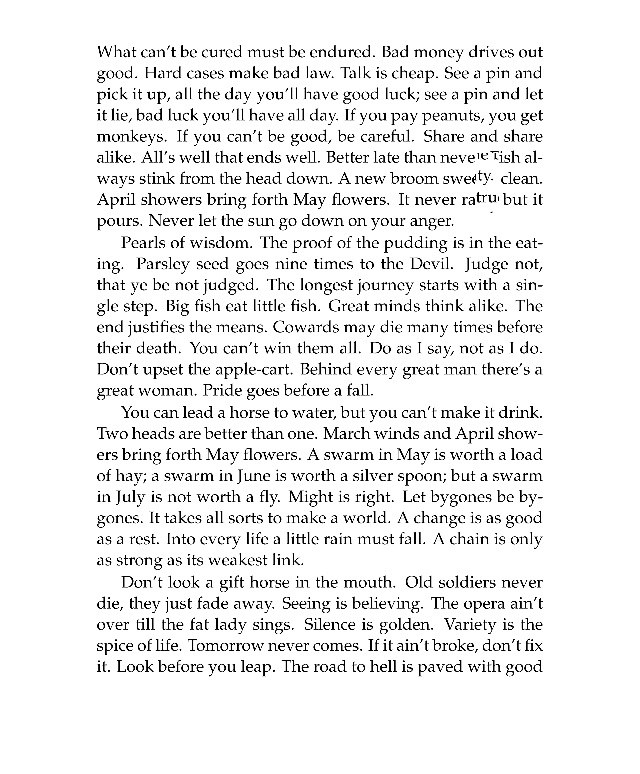 What can't be cured must be endured. Bad money drives out
good. Hard cases make bad law. Talk is cheap. See a pin and
pick it up, all the day you'll have good luck; see a pin and let
it lie, bad luck you'll have all day. If you pay peanuts, you get
monkeys. If you can't be good, be careful. Share and share
alike. All's well that ends well. Better late than al-
ways stink from the head down. A new broom clean.
April showers bring forth May flowers. It never but it
pours. Never let the sun go down on your anger.
Pearls of wisdom. The proof of the pudding is in the eat-
ing. Parsley seed goes nine times to the Devil. Judge not,
that ye be not judged. The longest journey starts with a sin-
gle step. Big fish eat little fish. Great minds think alike. The
end justifies the means. Cowards may die many times before
their death. You can't win them all. Do as I say, not as I do.
Don't upset the apple-cart. Behind every great man there's a
great woman. Pride goes before a fall.
You can lead a horse to water, but you can't make it drink.
Two heads are better than one. March winds and April show-
ers bring forth May flowers. A swarm in May is worth a load
of hay; a swarm in June is worth a silver spoon; but a swarm
in July is not worth a fly. Might is right. Let bygones be by-
gones. It takes all sorts to make a world. A change is as good
as a rest. Into every life a little rain must fall. A chain is only
as strong as its weakest link.
Don't look a gift horse in the mouth. Old soldiers never
die, they just fade away. Seeing is believing. The opera ain't
over till the fat lady sings. Silence is golden. Variety is the
spice of life. Tomorrow never comes. If it ain't broke, don't fix
it. Look before you leap. The road to hell is paved with good